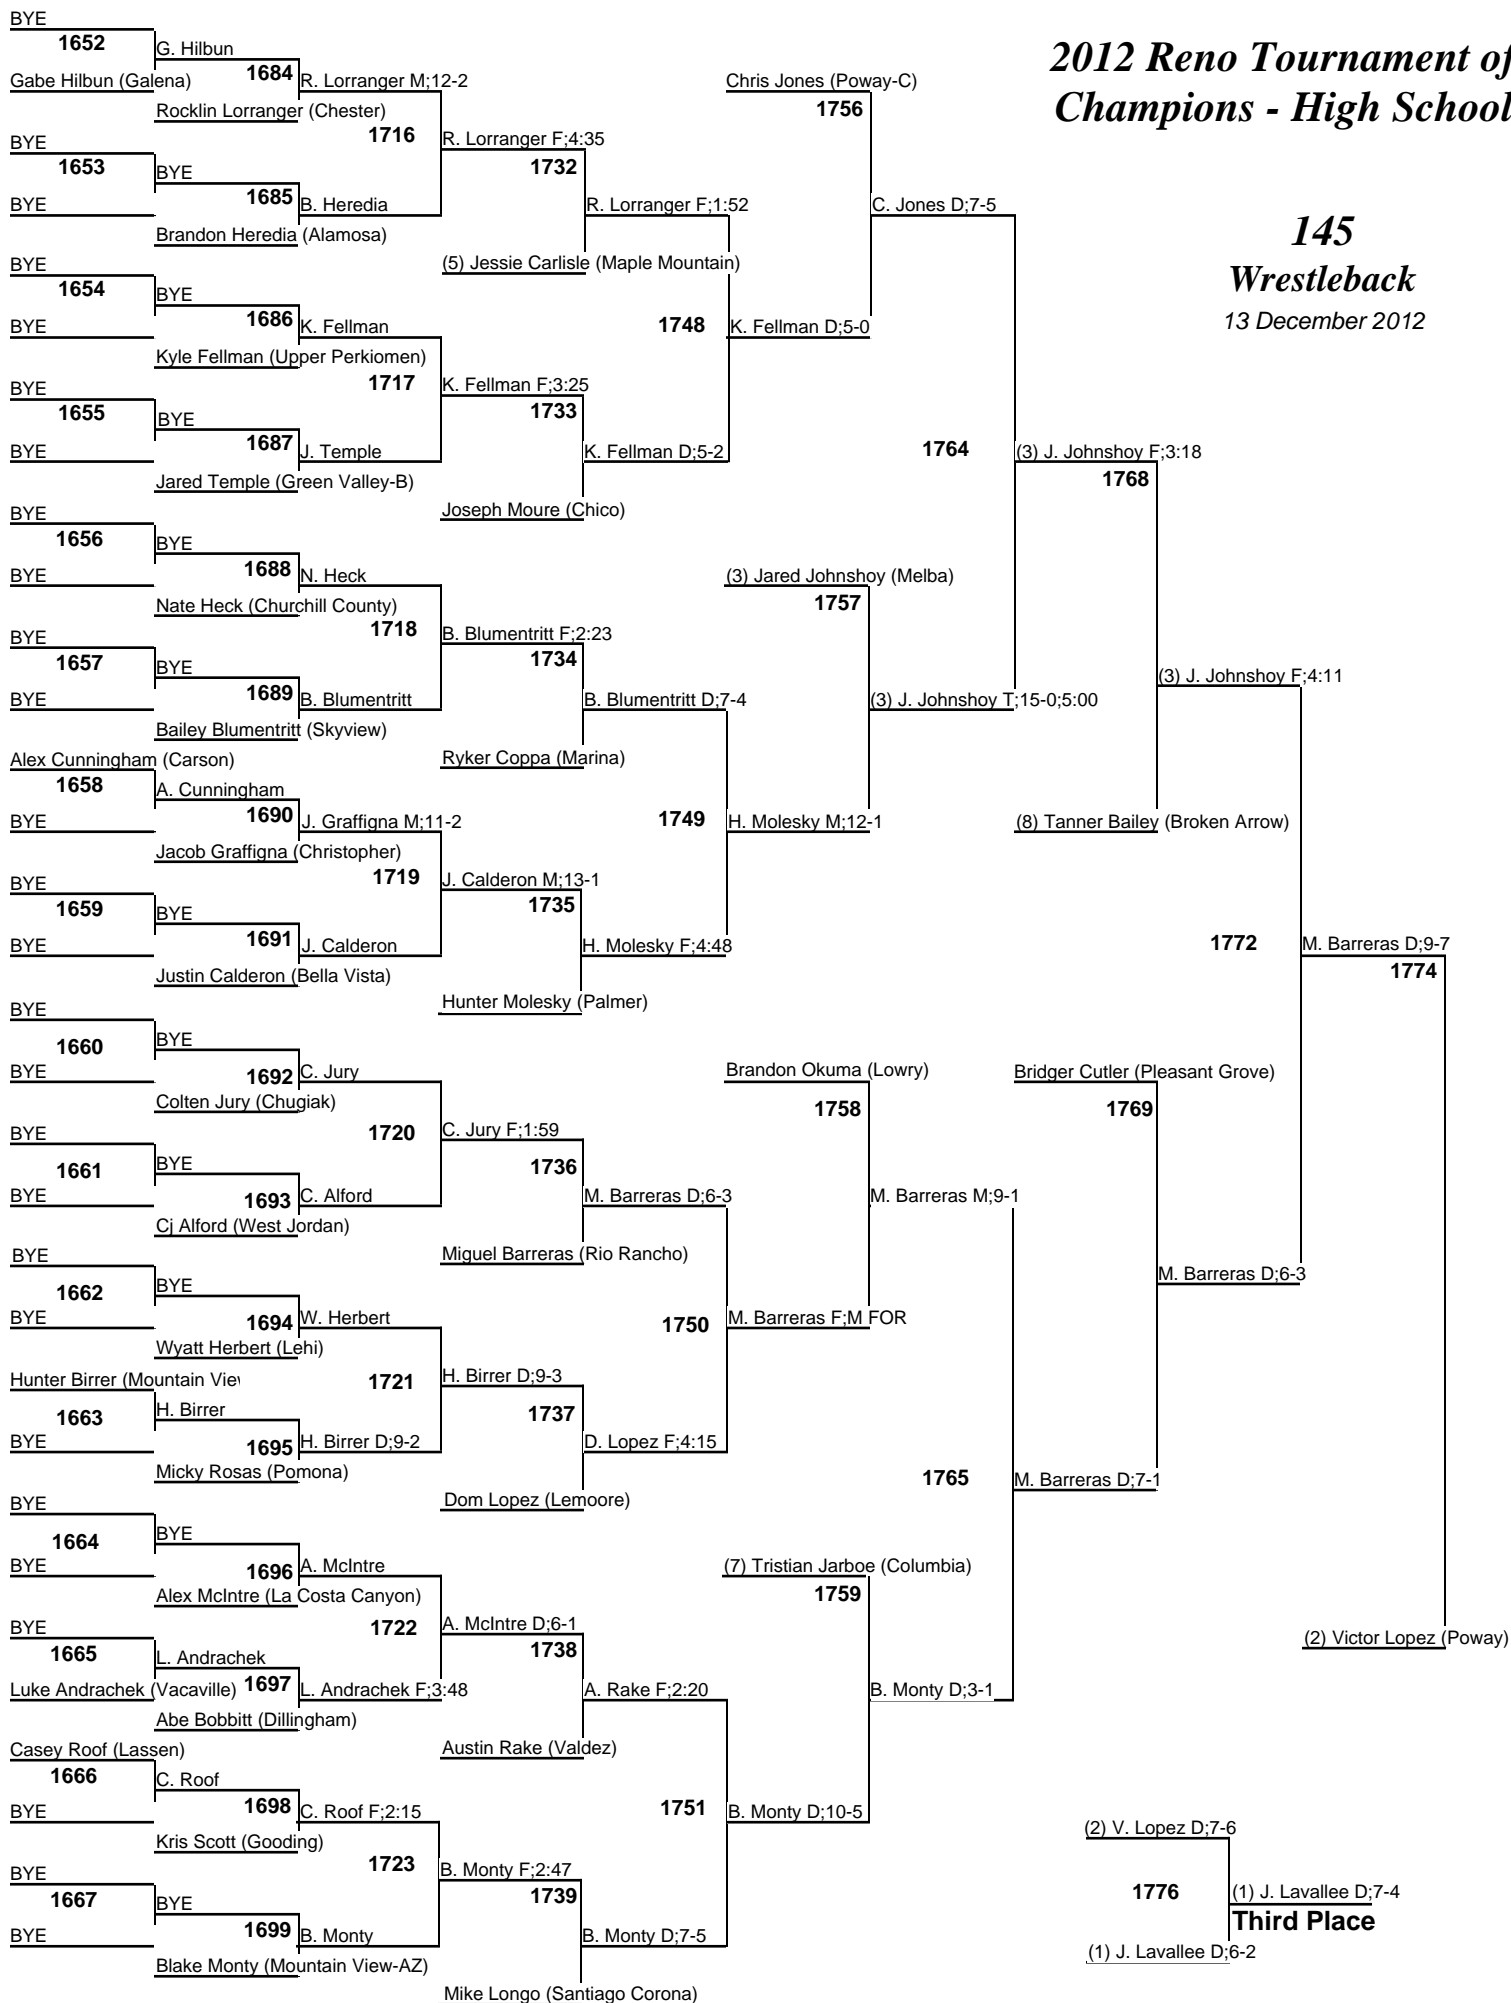 BYE
1652
G. Hilbun
Gabe Hilbun (Galena)
1684
R. Lorranger M;12-2
Rocklin Lorranger (Chester)
1716
R. Lorranger F;4:35
BYE
1653
BYE
BYE
1685
B. Heredia
Brandon Heredia (Alamosa)
1732
R. Lorranger F;1:52
(5) Jessie Carlisle (Maple Mountain)
BYE
1654
BYE
BYE
1686
K. Fellman
Kyle Fellman (Upper Perkiomen)
1717
K. Fellman F;3:25
1748
K. Fellman D;5-0
BYE
1655
BYE
BYE
1687
J. Temple
Jared Temple (Green Valley-B)
1733
K. Fellman D;5-2
Joseph Moure (Chico)
Chris Jones (Poway-C)
1756
C. Jones D;7-5
2012 Reno Tournament of
Champions - High School
145
Wrestleback
13 December 2012
BYE
1656
BYE
BYE
1688
N. Heck
Nate Heck (Churchill County)
1718
B. Blumentritt F;2:23
BYE
1657
BYE
BYE
1689
B. Blumentritt
Bailey Blumentritt (Skyview)
1734
B. Blumentritt D;7-4
Ryker Coppa (Marina)
Alex Cunningham (Carson)
1658
A. Cunningham
BYE
1690
J. Graffigna M;11-2
Jacob Graffigna (Christopher)
1719
J. Calderon M;13-1
1749
H. Molesky M;12-1
BYE
1659
BYE
BYE
1691
J. Calderon
Justin Calderon (Bella Vista)
1735
H. Molesky F;4:48
Hunter Molesky (Palmer)
(3) Jared Johnshoy (Melba)
1757
(3) J. Johnshoy T;15-0;5:00
1764
(3) J. Johnshoy F;3:18
1768
(3) J. Johnshoy F;4:11
(8) Tanner Bailey (Broken Arrow)
BYE
1660
BYE
BYE
1692
C. Jury
Colten Jury (Chugiak)
1720
C. Jury F;1:59
BYE
1661
BYE
BYE
1693
C. Alford
Cj Alford (West Jordan)
1736
M. Barreras D;6-3
Miguel Barreras (Rio Rancho)
BYE
1662
BYE
BYE
1694
W. Herbert
Wyatt Herbert (Lehi)
1721
H. Birrer D;9-3
1750
M. Barreras F;M FOR
Hunter Birrer (Mountain Vie
1663
H. Birrer
BYE
1695
H. Birrer D;9-2
Micky Rosas (Pomona)
1737
D. Lopez F;4:15
Dom Lopez (Lemoore)
Brandon Okuma (Lowry)
1758
M. Barreras M;9-1
Bridger Cutler (Pleasant Grove)
1769
M. Barreras D;6-3
1772
M. Barreras D;9-7
1774
BYE
1664
BYE
BYE
1696
A. McIntre
Alex McIntre (La Costa Canyon)
1722
A. McIntre D;6-1
BYE
1665
L. Andrachek
Luke Andrachek (Vacaville)
1697
L. Andrachek F;3:48
Abe Bobbitt (Dillingham)
1738
A. Rake F;2:20
Austin Rake (Valdez)
Casey Roof (Lassen)
1666
C. Roof
BYE
1698
C. Roof F;2:15
Kris Scott (Gooding)
1723
B. Monty F;2:47
1751
B. Monty D;10-5
BYE
1667
BYE
BYE
1699
B. Monty
Blake Monty (Mountain View-AZ)
1739
B. Monty D;7-5
Mike Longo (Santiago Corona)
(7) Tristian Jarboe (Columbia)
1759
B. Monty D;3-1
1765
M. Barreras D;7-1
(2) Victor Lopez (Poway)
(2) V. Lopez D;7-6
1776
(1) J. Lavallee D;7-4
Third Place
(1) J. Lavallee D;6-2